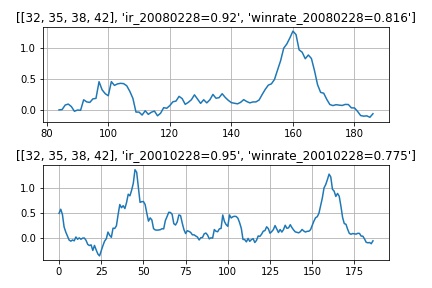 [[32, 35, 38, 42], 'ir_20080228=0.92', 'winrate_20080228=0.816']
1.0
0.5
0.0
80 100 120 140 160 180
[[32, 35, 38, 42], 'ir_20010228=0.95', 'winrate_20010228=0.775']
1.0
0.5
0.0
0 25 50 75 100 125 150 175